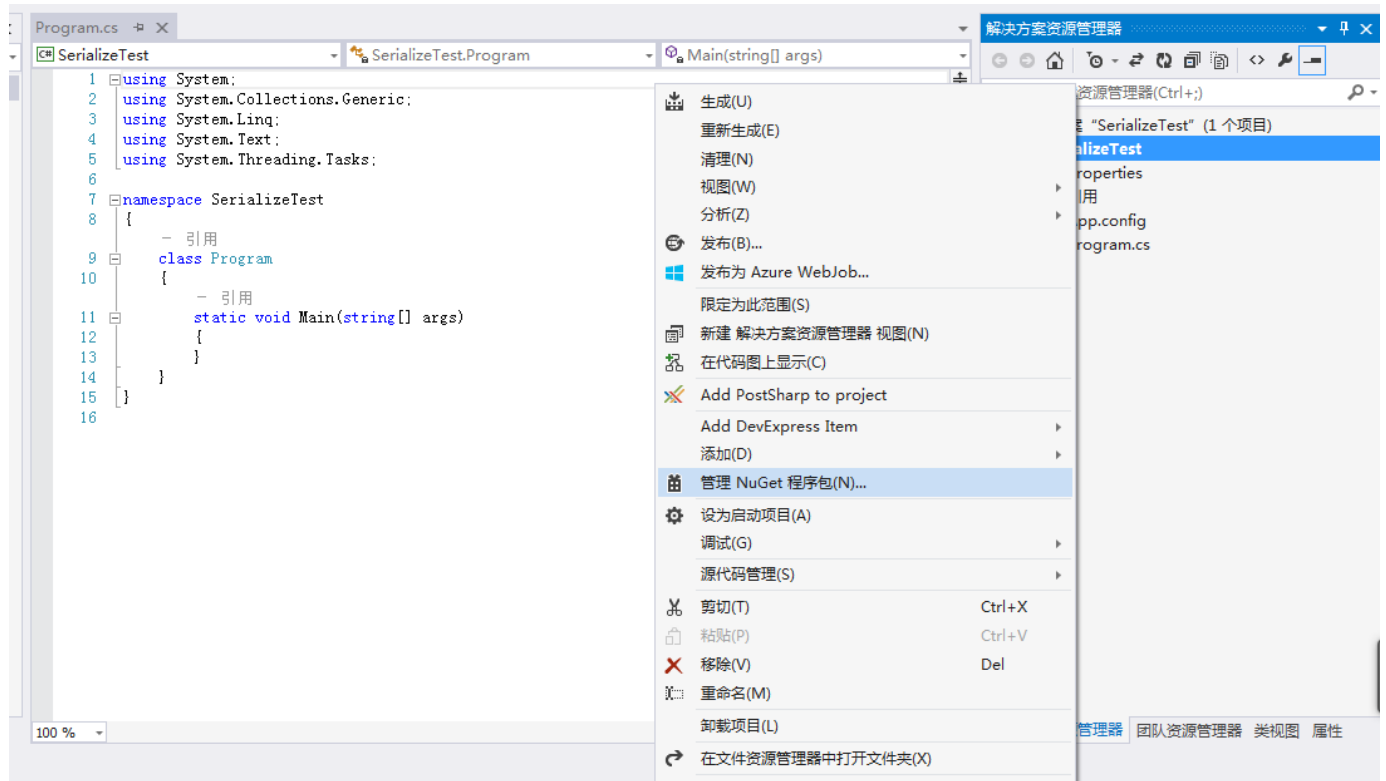 Program.cs
SerializeTest
SerializeTest.Program
Main(string[] args)
1 using System;
2 using System.Collections.Generic;
3 using System.Linq;
4 using System.Text;
5 using System.Threading.Tasks;
6
7 namespace SerializeTest
8 {
一 引用
9 class Program
10 {
一 引用
11 static void Main(string[] args)
12 {
13 }
14 }
15 }
16
100 %
生成(U)
重新生成(E)
清理(N)
视图(W)
分析(Z)
发布(B)...
发布为 Azure WebJob...
限定为此范围(S)
新建 解决方案资源管理器 视图(N)
在代码图上显示(C)
Add PostSharp to project
Add DevExpress Item
添加(D)
管理 NuGet 程序包(N)...
设为启动项目(A)
调试(G)
源代码管理(S)
剪切(T) Ctrl+X
粘贴(P) Ctrl+V
移除(V) Del
重命名(M)
卸载项目(L)
在文件资源管理器中打开文件夹(X)
解决方案资源管理器
资源管理器(Ctrl+;)
“SerializeTest” (1 个项目)
alizeTest
roperties
引用
pp.config
rogram.cs
管理器 团队资源管理器 类视图 属性